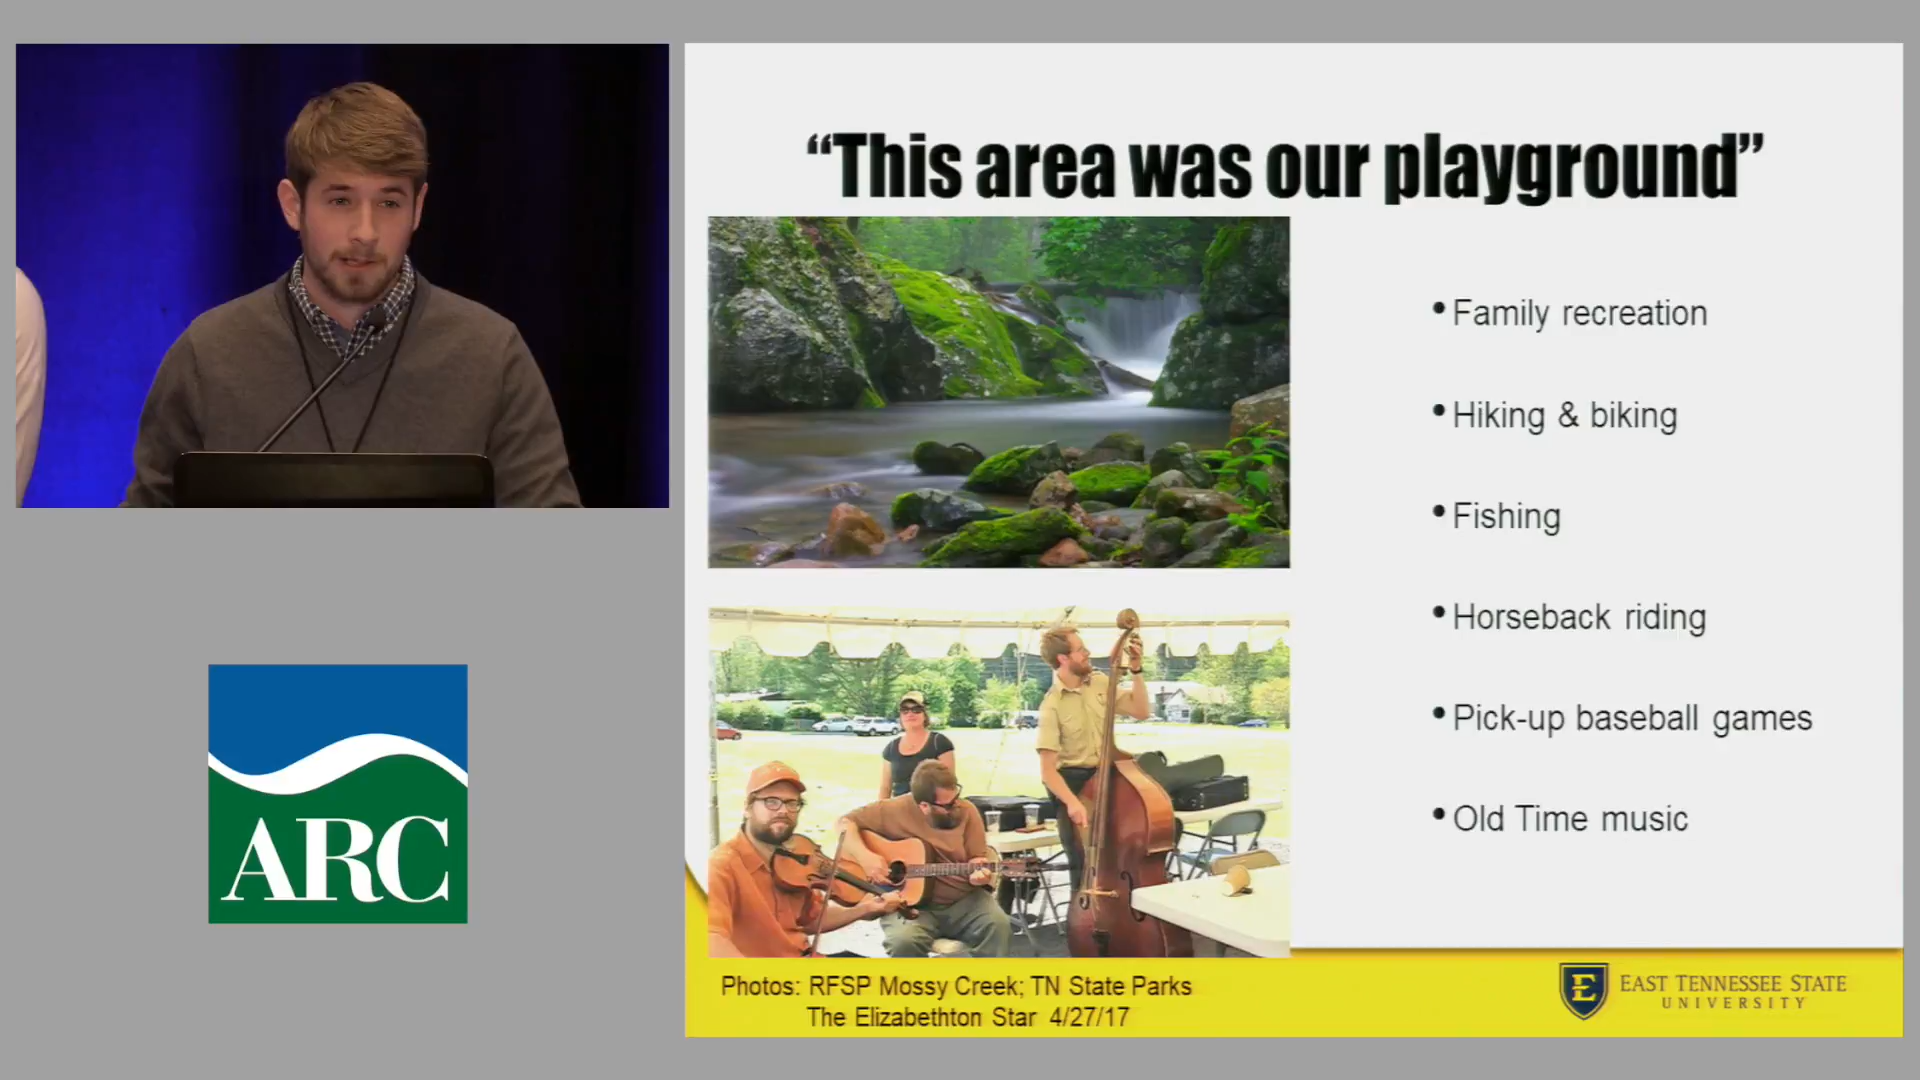 “This area was our playground”
• Family recreation
• Hiking & biking
• Fishing
• Horseback riding
• Pick-up baseball games
• Old Time music
ARC
Photos: RFSP Mossy Creek; TN State Parks
The Elizabethton Star 4/27/17
E
EAST TENNESSEE STATE
UNIVERSITY